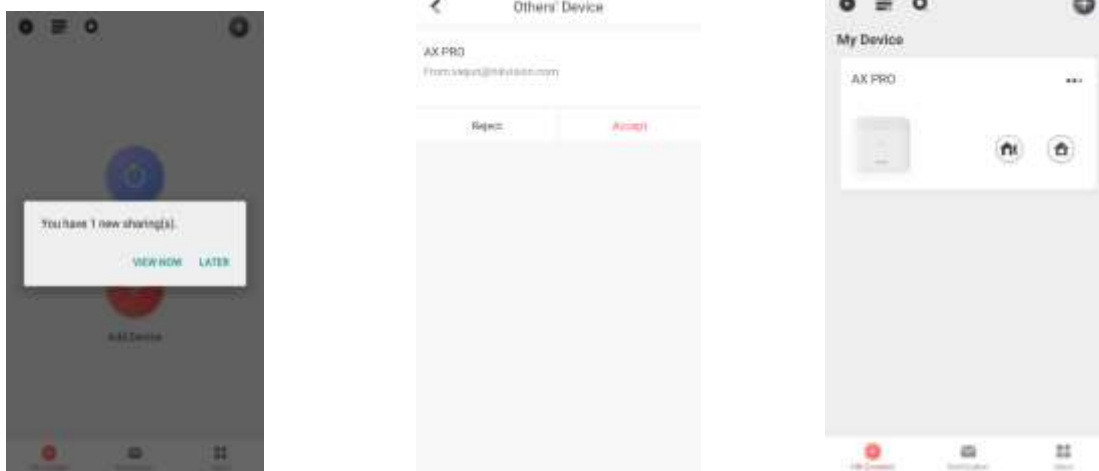 You have 1 new sharing(s).
VIEW NOW LATER
Add Device
Others' Device
AX PRO
Reject Accept
My Device
AX PRO